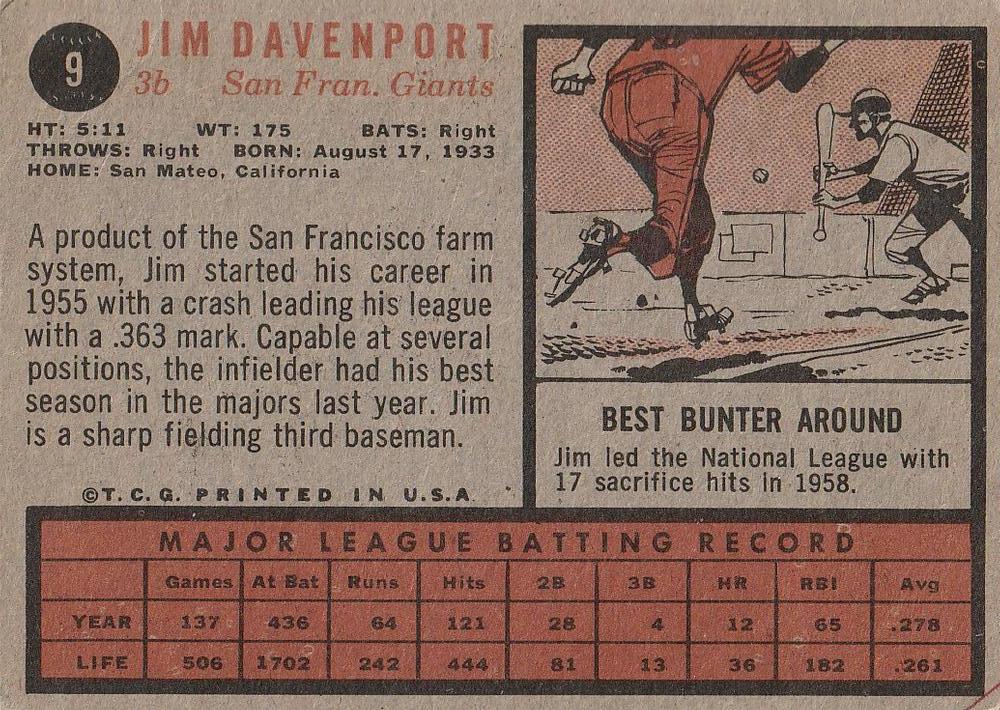 9
JIM DAVENPORT
3b San Fran. Giants
HT: 5:11 WT: 175 BATS: Right
THROWS: Right BORN: August 17, 1933
HOME: San Mateo, California
A product of the San Francisco farm
system, Jim started his career in
1955 with a crash leading his league
with a .363 mark. Capable at several
positions, the infielder had his best
season in the majors last year. Jim
is a sharp fielding third baseman.
©T. C. G. PRINTED IN U.S.A
BEST BUNTER AROUND
Jim led the National League with
17 sacrifice hits in 1958.
MAJOR LEAGUE BATTING RECORD
Games At Bat Runs Hits 2B 3B HR RBI Avg
YEAR 137 436 64 121 28 4 12 65 .278
LIFE 506 1702 242 444 81 13 36 182 .261